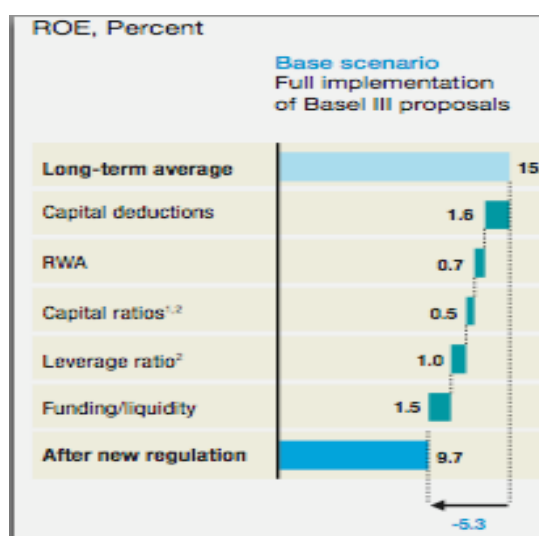 ROE, Percent
Base scenario
Full implementation
of Basel III proposals
Long-term average 15
Capital deductions 1.6
RWA 0.7
Capital ratios¹,² 0.5
Leverage ratio² 1.0
Funding/liquidity 1.5
After new regulation 9.7
-5.3